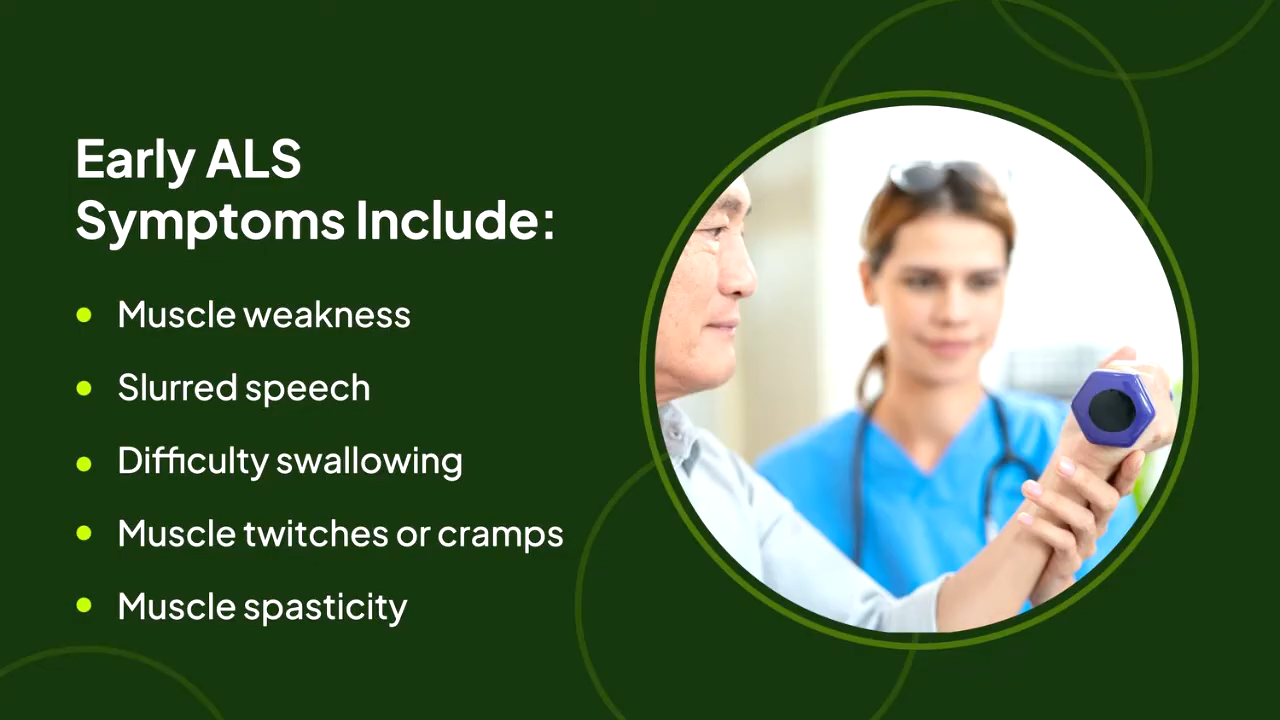 Early ALS
Symptoms Include:
Muscle weakness
Slurred speech
Difficulty swallowing
Muscle twitches or cramps
Muscle spasticity